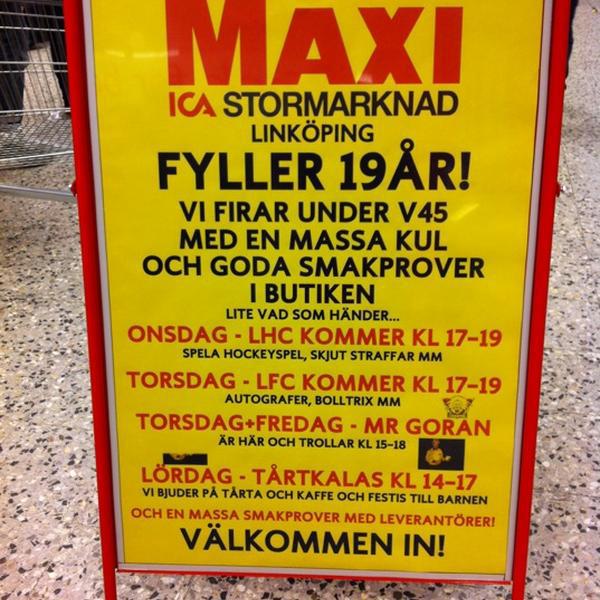 MAXI
ICA STORMARKNAD
LINKÖPING
FYLLER 19ÅR!
VI FIRAR UNDER V45
MED EN MASSA KUL
OCH GODA SMAKPROVER
I BUTIKEN
LITE VAD SOM HÄNDER...
ONSDAG - LHC KOMMER KL 17-19
SPELA HOCKEYSPEL, SKJUT STRAFFAR MM
TORSDAG - LFC KOMMER KL 17-19
AUTOGRAFER, BOLLTRIX MM
TORSDAG+FREDAG - MR GORAN
ÄR HÄR OCH TROLLAR KL 15-18
LÖRDAG - TÅRTKALAS KL 14-17
VI BJUDER PÅ TÅRTA OCH KAFFE OCH FESTIS TILL BARNEN
OCH EN MASSA SMAKPROVER MED LEVERANTÖRER!
VÄLKOMMEN IN!